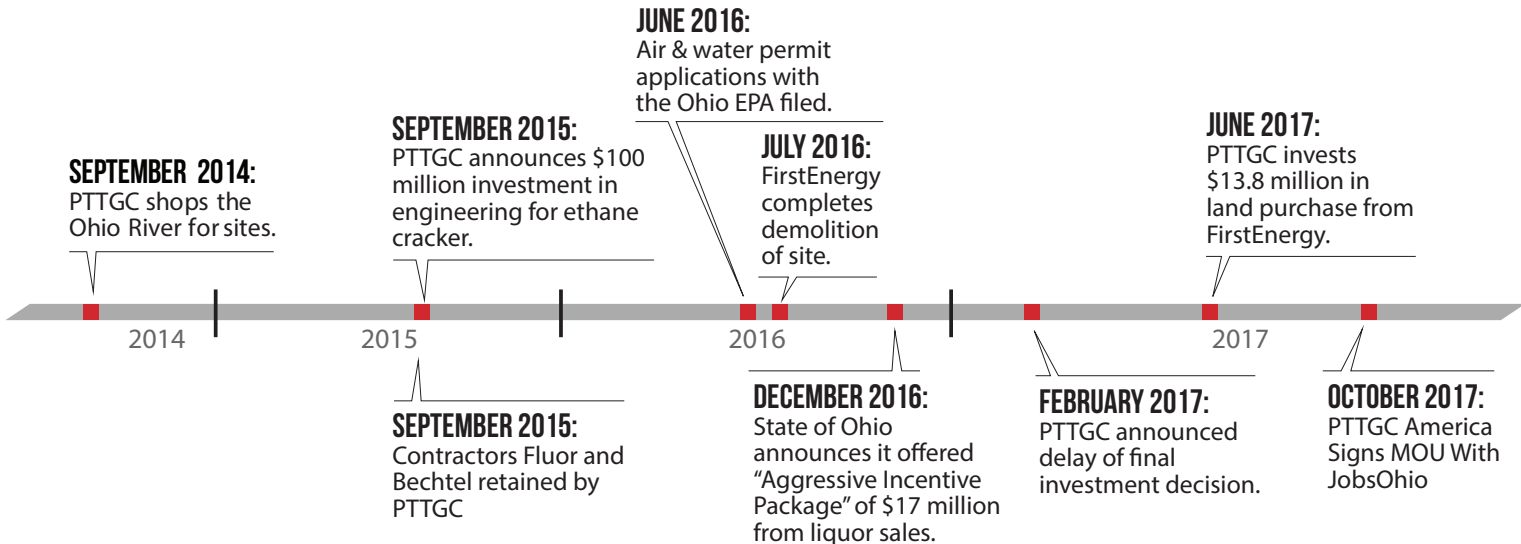 JUNE 2016:
Air & water permit
applications with
the Ohio EPA filed.
SEPTEMBER 2015:
PTTGC announces $100
million investment in
engineering for ethane
cracker.
JUNE 2017:
PTTGC invests
$13.8 million in
land purchase from
FirstEnergy.
JULY 2016:
FirstEnergy
completes
demolition
of site.
SEPTEMBER 2014:
PTTGC shops the
Ohio River for sites.
2014
2015
2016
2017
SEPTEMBER 2015:
Contractors Fluor and
Bechtel retained by
PTTGC
DECEMBER 2016:
State of Ohio
announces it offered
“Aggressive Incentive
Package” of $17 million
from liquor sales.
FEBRUARY 2017:
PTTGC announced
delay of final
investment decision.
OCTOBER 2017:
PTTGC America
Signs MOU With
JobsOhio